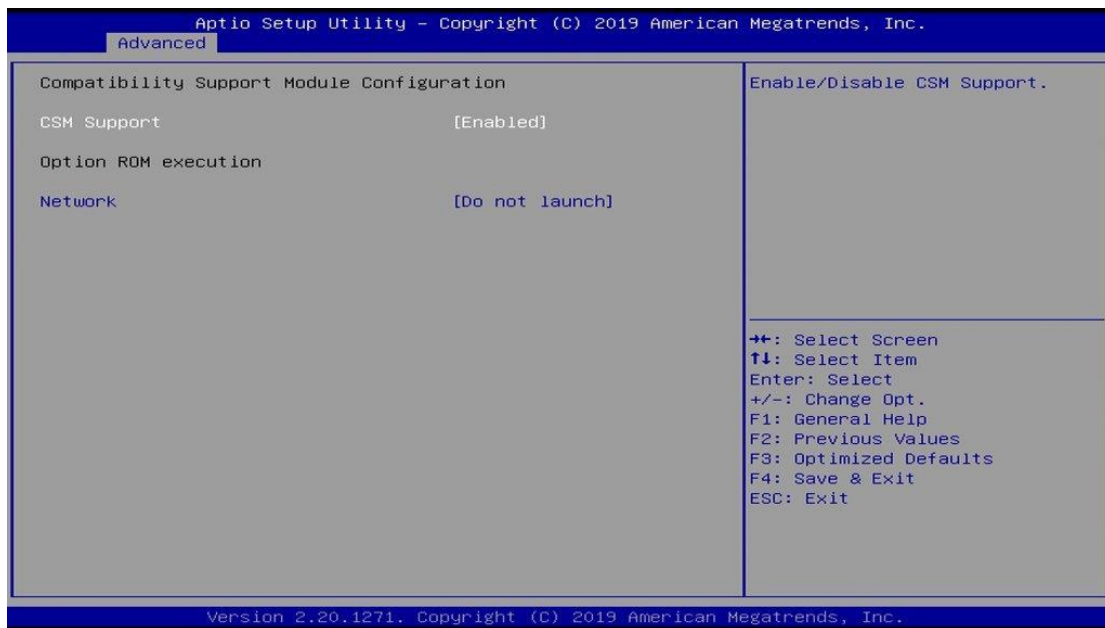 Aptio Setup Utility – Copyright (C) 2019 American Megatrends, Inc.
Advanced
Compatibility Support Module Configuration
CSM Support [Enabled]
Option ROM execution
Network [Do not launch]
Enable/Disable CSM Support.
→←: Select Screen
↑↓: Select Item
Enter: Select
+/-: Change Opt.
F1: General Help
F2: Previous Values
F3: Optimized Defaults
F4: Save & Exit
ESC: Exit
Version 2.20.1271. Copyright (C) 2019 American Megatrends, Inc.